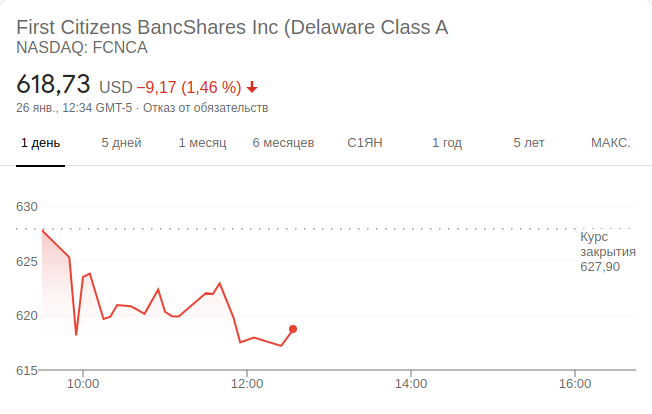 First Citizens BancShares Inc (Delaware Class A
NASDAQ: FCNCA
618,73 USD −9,17 (1,46 %)
26 янв., 12:34 GMT-5 · Отказ от обязательств
1 день 5 дней 1 месяц 6 месяцев С1ЯН 1 год 5 лет МАКС.
630
Курс
закрытия
627,90
625
620
615
10:00 12:00 14:00 16:00